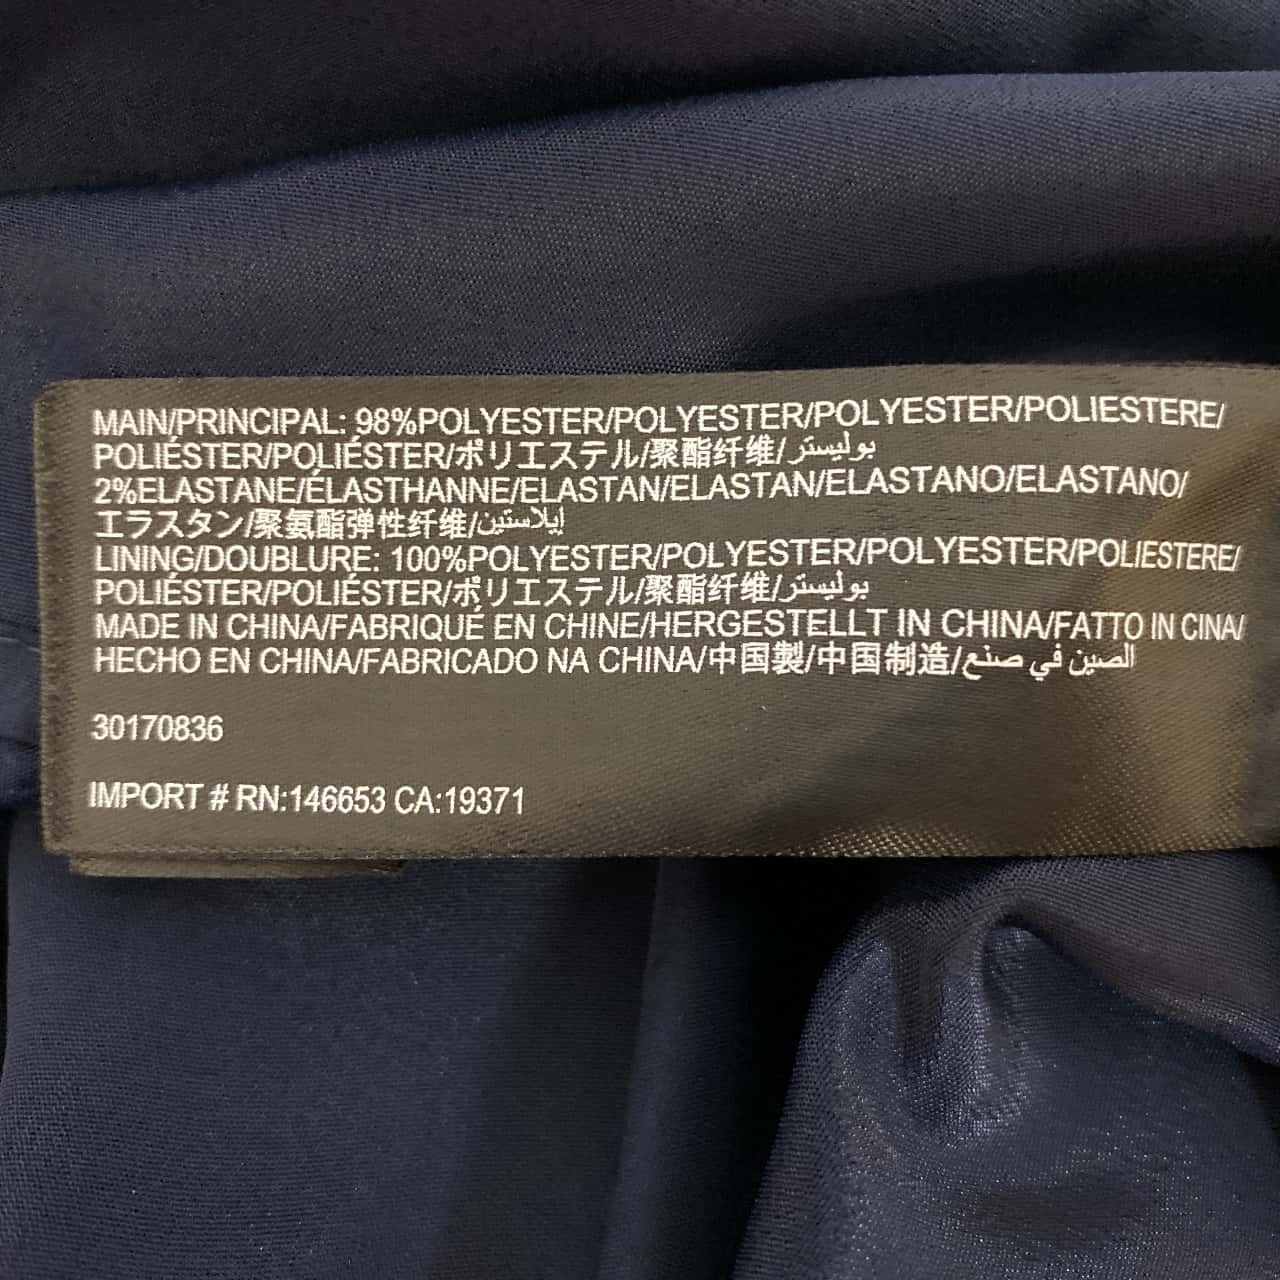 MAIN/PRINCIPAL: 98%POLYESTER/POLYESTER/POLYESTER/POLIESTERE/
POLIÉSTER/POLIÉSTER/ポリエステル/聚酯纤维/بوليستر
2%ELASTANE/ÉLASTHANNE/ELASTAN/ELASTAN/ELASTANO/ELASTANO/
エラスタン/聚氨酯弹性纤维/إيلاستين
LINING/DOUBLURE: 100%POLYESTER/POLYESTER/POLYESTER/POLIESTERE/
POLIÉSTER/POLIÉSTER/ポリエステル/聚酯纤维/بوليستر
MADE IN CHINA/FABRIQUÉ EN CHINE/HERGESTELLT IN CHINA/FATTO IN CINA/
HECHO EN CHINA/FABRICADO NA CHINA/中国製/中国制造/الصين في صنع
30170836
IMPORT # RN:146653 CA:19371